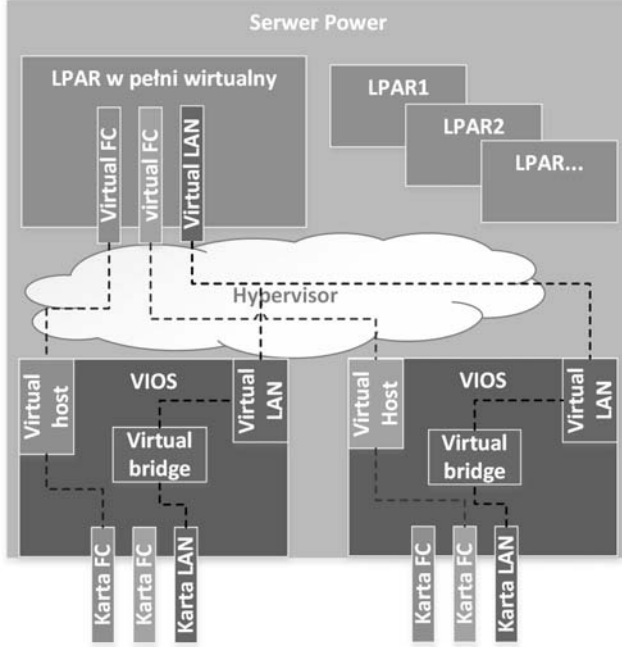 Serwer Power
LPAR w pełni wirtualny
Virtual FC
virtual FC
Virtual LAN
LPAR1
LPAR2
LPAR...
Hypervisor
Virtual
host
VIOS
Virtual
LAN
Virtual
bridge
Karta FC
Karta FC
Karta LAN
Virtual
Host
VIOS
Virtual
LAN
Virtual
bridge
Karta FC
Karta FC
Karta LAN